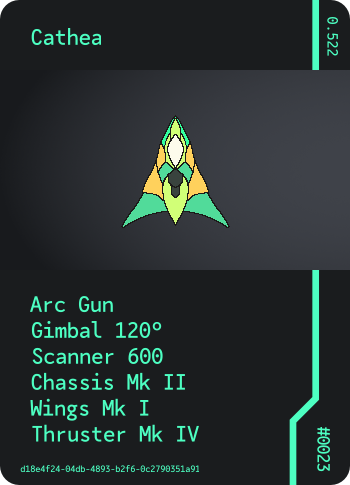 Cathea
0.522
Arc Gun
Gimbal 120°
Scanner 600
Chassis Mk II
Wings Mk I
Thruster Mk IV
#0023
d18e4f24-04db-4893-b2f6-0c2790351a91